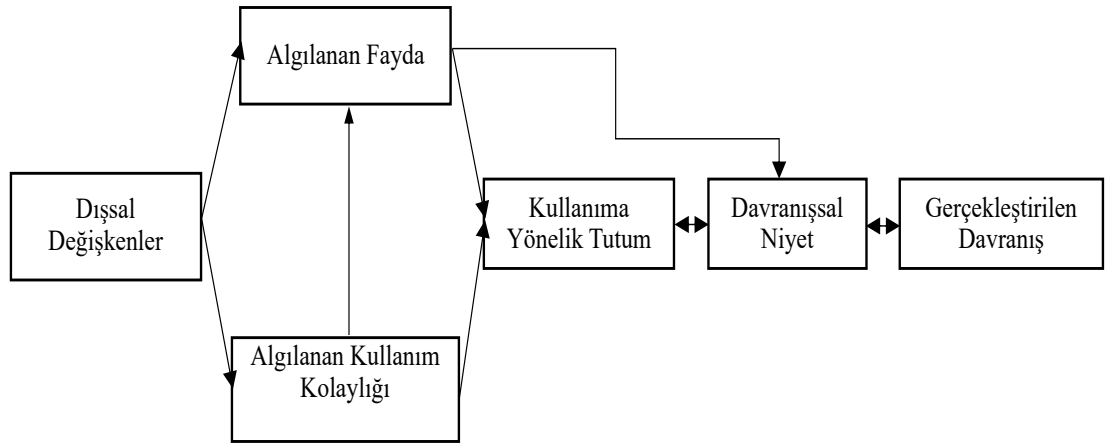 Algılanan Fayda
Dışsal
Değişkenler
Kullanıma
Yönelik Tutum
Davranışsal
Niyet
Gerçekleştirilen
Davranış
Algılanan Kullanım
Kolaylığı